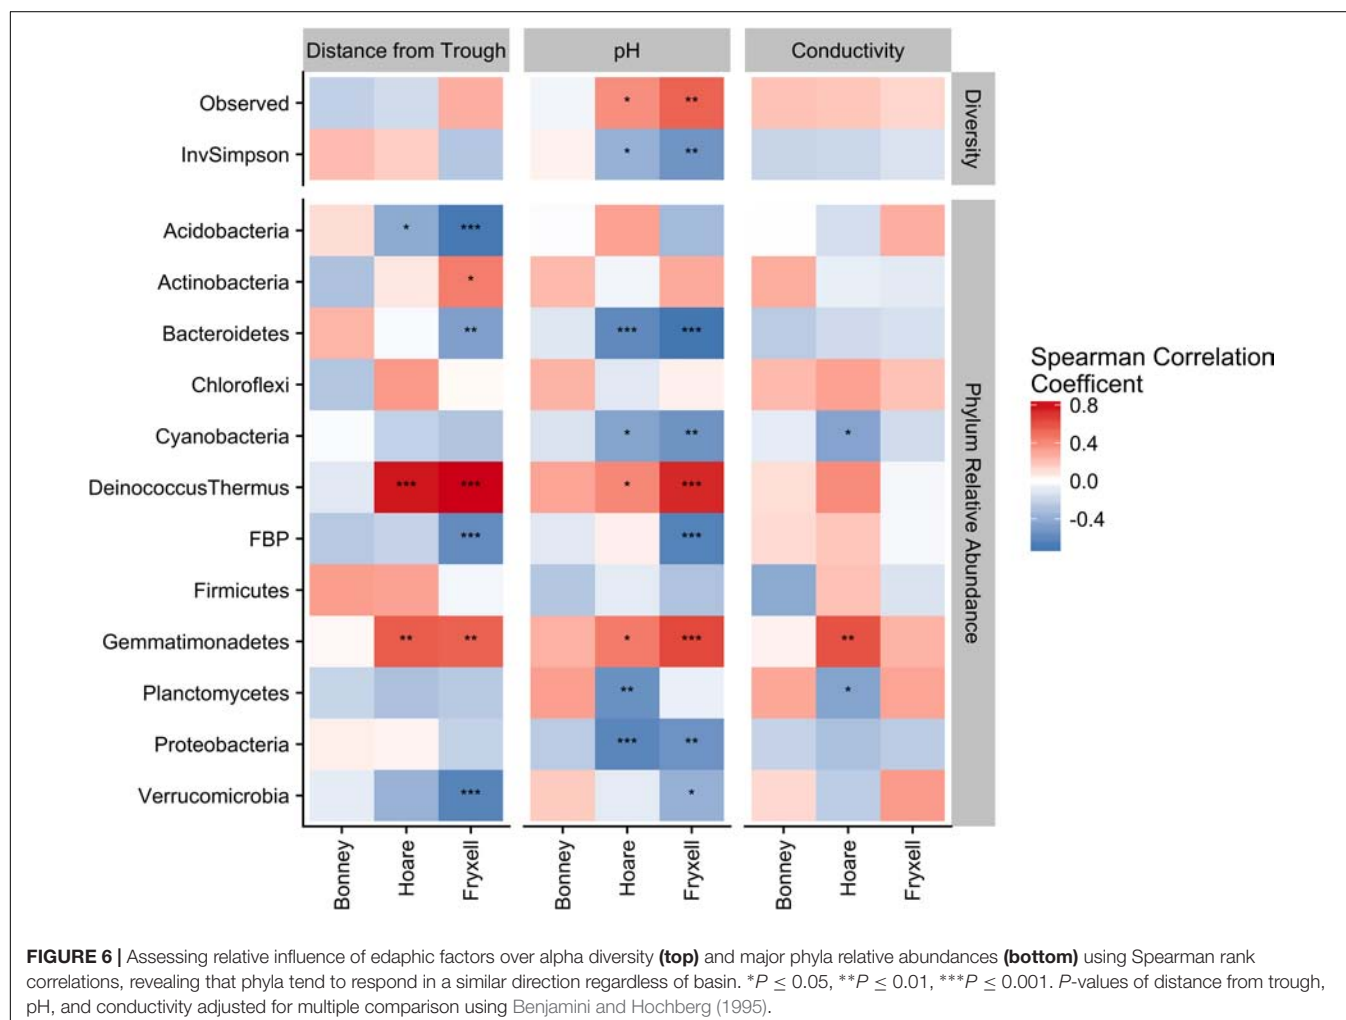 Distance from Trough
pH
Conductivity
Observed
*
**
InvSimpson
*
**
Diversity
Acidobacteria
*
***
Actinobacteria
*
Bacteroidetes
**
***
***
Chloroflexi
Cyanobacteria
*
**
*
DeinococcusThermus
***
***
*
***
FBP
***
***
Firmicutes
Gemmatimonadetes
**
**
*
***
**
Planctomycetes
**
*
Proteobacteria
***
**
Verrucomicrobia
***
*
Phylum Relative Abundance
Bonney
Hoare
Fryxell
Bonney
Hoare
Fryxell
Bonney
Hoare
Fryxell
Spearman Correlation
Coefficent
0.8
0.4
0.0
-0.4
FIGURE 6 | Assessing relative influence of edaphic factors over alpha diversity (top) and major phyla relative abundances (bottom) using Spearman rank
correlations, revealing that phyla tend to respond in a similar direction regardless of basin. *P ≤ 0.05, **P ≤ 0.01, ***P ≤ 0.001. P-values of distance from trough,
pH, and conductivity adjusted for multiple comparison using Benjamini and Hochberg (1995).